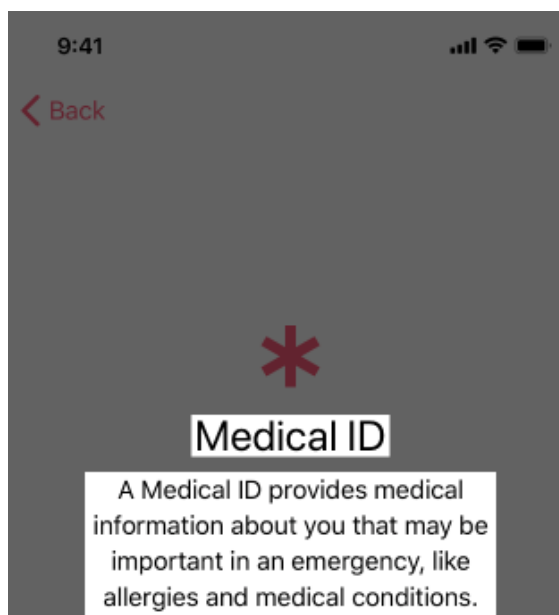 9:41
Back
Medical ID
A Medical ID provides medical
information about you that may be
important in an emergency, like
allergies and medical conditions.